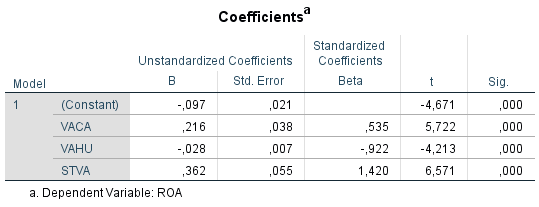 Coefficientsa
Unstandardized Coefficients Standardized Coefficients
Model B Std. Error Beta t Sig.
1 (Constant) -,097 ,021 -4,671 ,000
VACA ,216 ,038 ,535 5,722 ,000
VAHU -,028 ,007 -,922 -4,213 ,000
STVA ,362 ,055 1,420 6,571 ,000
a. Dependent Variable: ROA